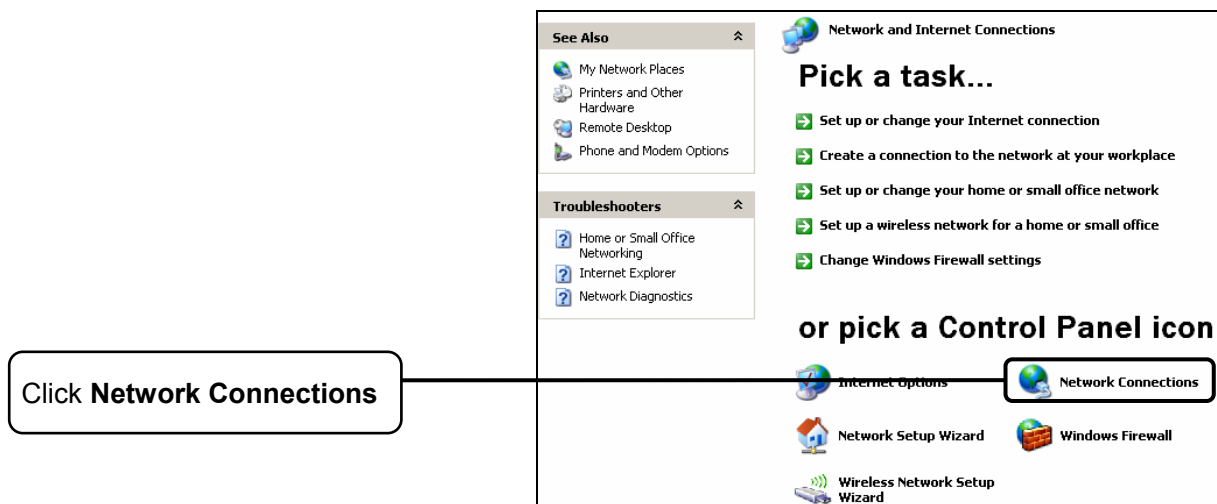 See Also
My Network Places
Printers and Other
Hardware
Remote Desktop
Phone and Modem Options
Troubleshooters
Home or Small Office
Networking
Internet Explorer
Network Diagnostics
Network and Internet Connections
Pick a task...
Set up or change your Internet connection
Create a connection to the network at your workplace
Set up or change your home or small office network
Set up a wireless network for a home or small office
Change Windows Firewall settings
or pick a Control Panel icon
Click Network Connections
Internet Options
Network Connections
Network Setup Wizard
Windows Firewall
Wireless Network Setup
Wizard